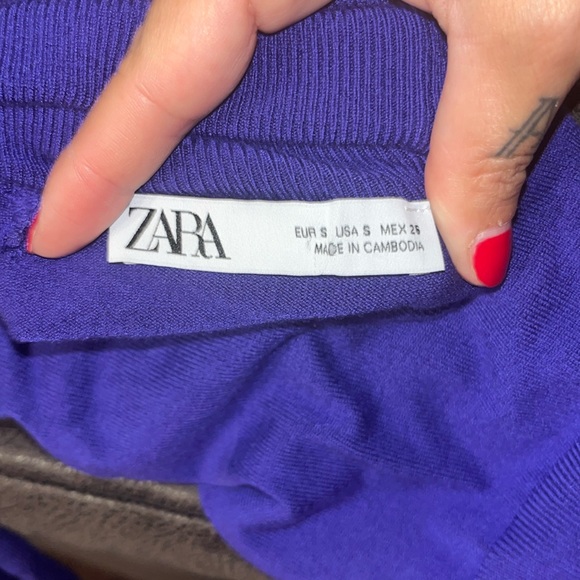 ZARA
EUR S USA S MEX 26
MADE IN CAMBODIA